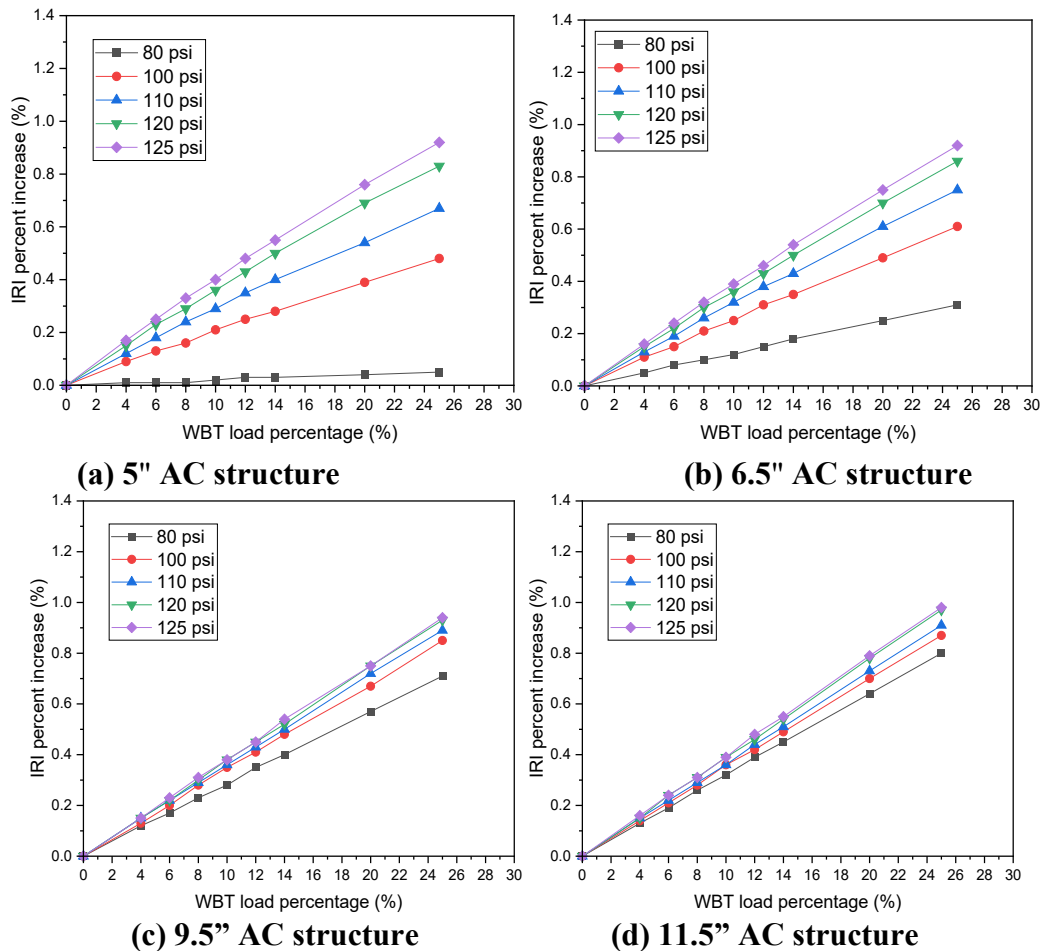 1.4
1.2
1.0
0.8
0.6
0.4
0.2
0.0
IRI percent increase (%)
80 psi
100 psi
110 psi
120 psi
125 psi
0 2 4 6 8 10 12 14 16 18 20 22 24 26 28 30
WBT load percentage (%)
(a) 5" AC structure
1.4
1.2
1.0
0.8
0.6
0.4
0.2
0.0
IRI percent increase (%)
80 psi
100 psi
110 psi
120 psi
125 psi
0 2 4 6 8 10 12 14 16 18 20 22 24 26 28 30
WBT load percentage (%)
(b) 6.5" AC structure
1.4
1.2
1.0
0.8
0.6
0.4
0.2
0.0
IRI percent increase (%)
80 psi
100 psi
110 psi
120 psi
125 psi
0 2 4 6 8 10 12 14 16 18 20 22 24 26 28 30
WBT load percentage (%)
(c) 9.5” AC structure
1.4
1.2
1.0
0.8
0.6
0.4
0.2
0.0
IRI percent increase (%)
80 psi
100 psi
110 psi
120 psi
125 psi
0 2 4 6 8 10 12 14 16 18 20 22 24 26 28 30
WBT load percentage (%)
(d) 11.5” AC structure